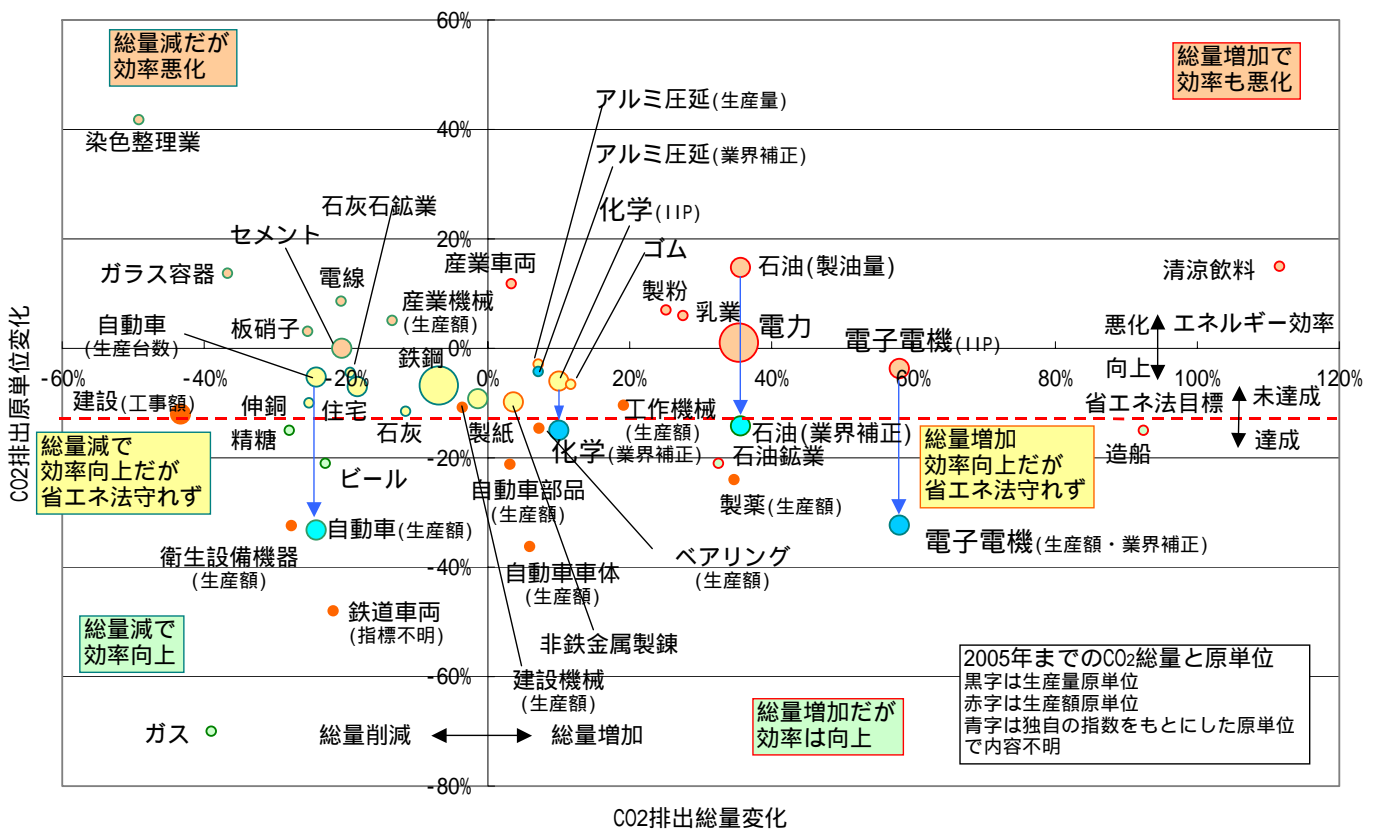 60%
総量減だが
効率悪化
総量増加で
効率も悪化
アルミ圧延(生産量)
40%
染色整理業
アルミ圧延(業界補正)
石灰石鉱業
化学(IIP)
セメント
20%
ゴム
ガラス容器
電線
産業車両
石油(製油量)
清涼飲料
製粉
産業機械
(生産額)
乳業
自動車
(生産台数)
板硝子
電力
電子電機(IIP)
悪化
エネルギー効率
鉄鋼
0%
向上
-60%
-40%
-20%
0%
20%
40%
60%
80%
100%
120%
建設(工事額)
伸銅
住宅
省エネ法目標
未達成
精糖
石灰
製紙
工作機械
(生産額)
石油(業界補正)
達成
総量減で
効率向上だが
省エネ法守れず
総量増加
効率向上だが
省エネ法守れず
化学(業界補正)
石油鉱業
造船
-20%
ビール
自動車部品
(生産額)
製薬(生産額)
自動車(生産額)
電子電機(生産額・業界補正)
衛生設備機器
(生産額)
ベアリング
(生産額)
-40%
自動車車体
(生産額)
鉄道車両
(指標不明)
総量減で
効率向上
非鉄金属製錬
-60%
建設機械
(生産額)
2005年までのCO2総量と原単位
黒字は生産量原単位
赤字は生産額原単位
青字は独自の指数をもとにした原単位
で内容不明
総量増加だが
効率は向上
ガス
総量削減
総量増加
-80%
CO2排出原単位変化
CO2排出総量変化